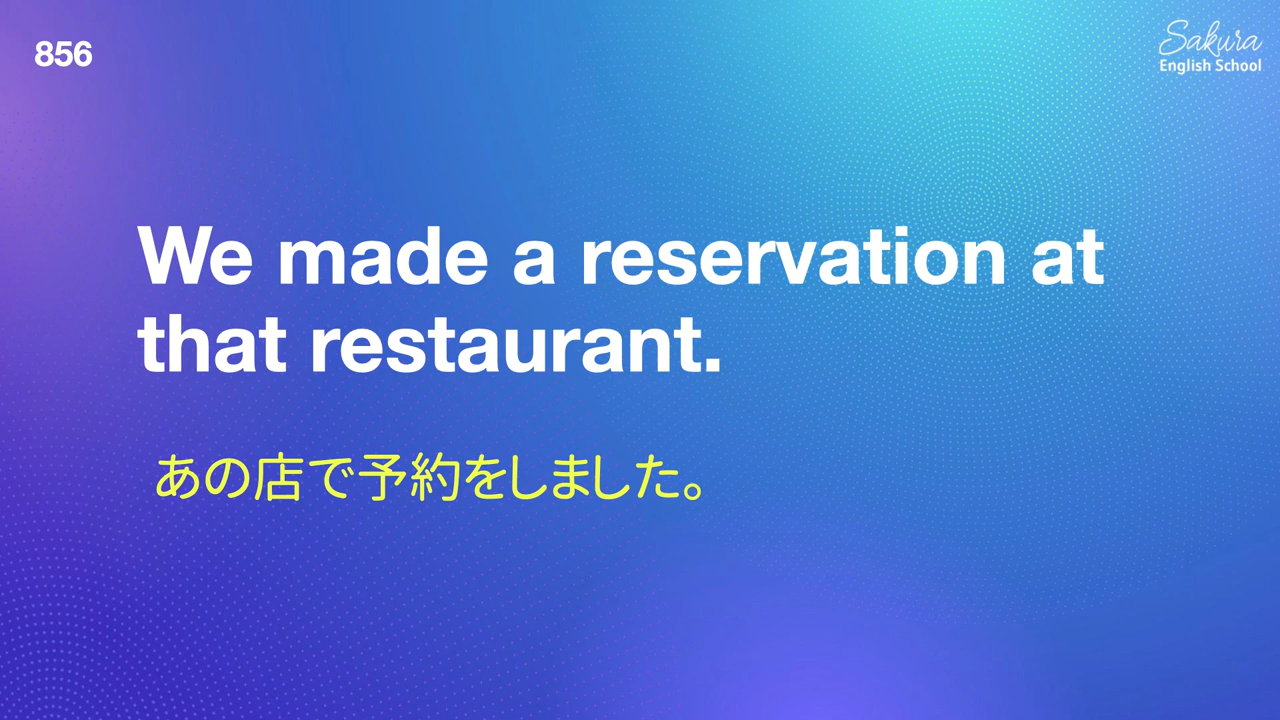 856
Sakura
English School
We made a reservation at
that restaurant.
あの店で予約をしました。